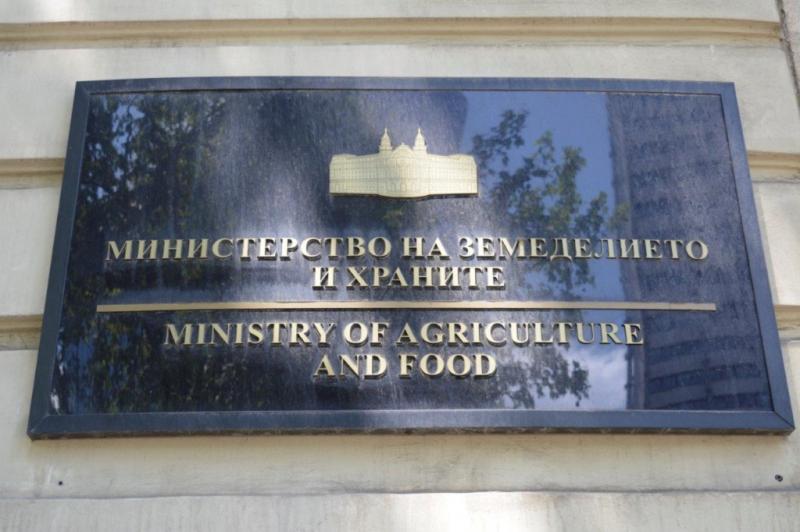 МИНИСТЕРСТВО НА ЗЕМЕДЕЛИЕТО
И ХРАНИТЕ
MINISTRY OF AGRICULTURE
AND FOOD